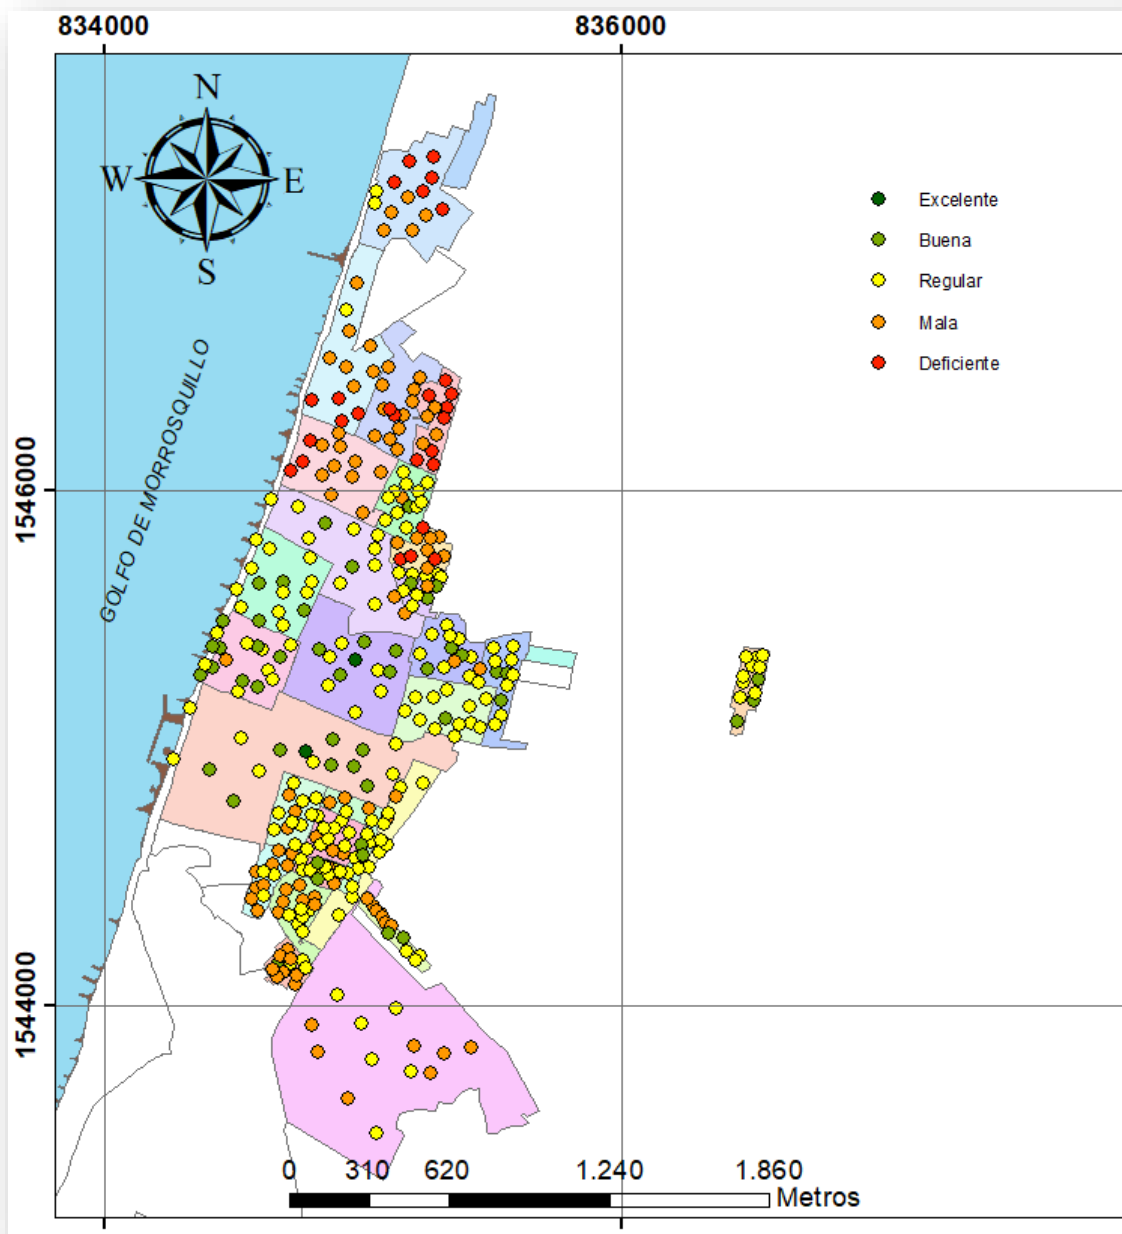 834000
836000
N
W
E
S
Excelente
Buena
Regular
Mala
Deficiente
GOLFO DE MORROSQUILLO
1546000
1544000
0 310 620 1.240 1.860
Metros